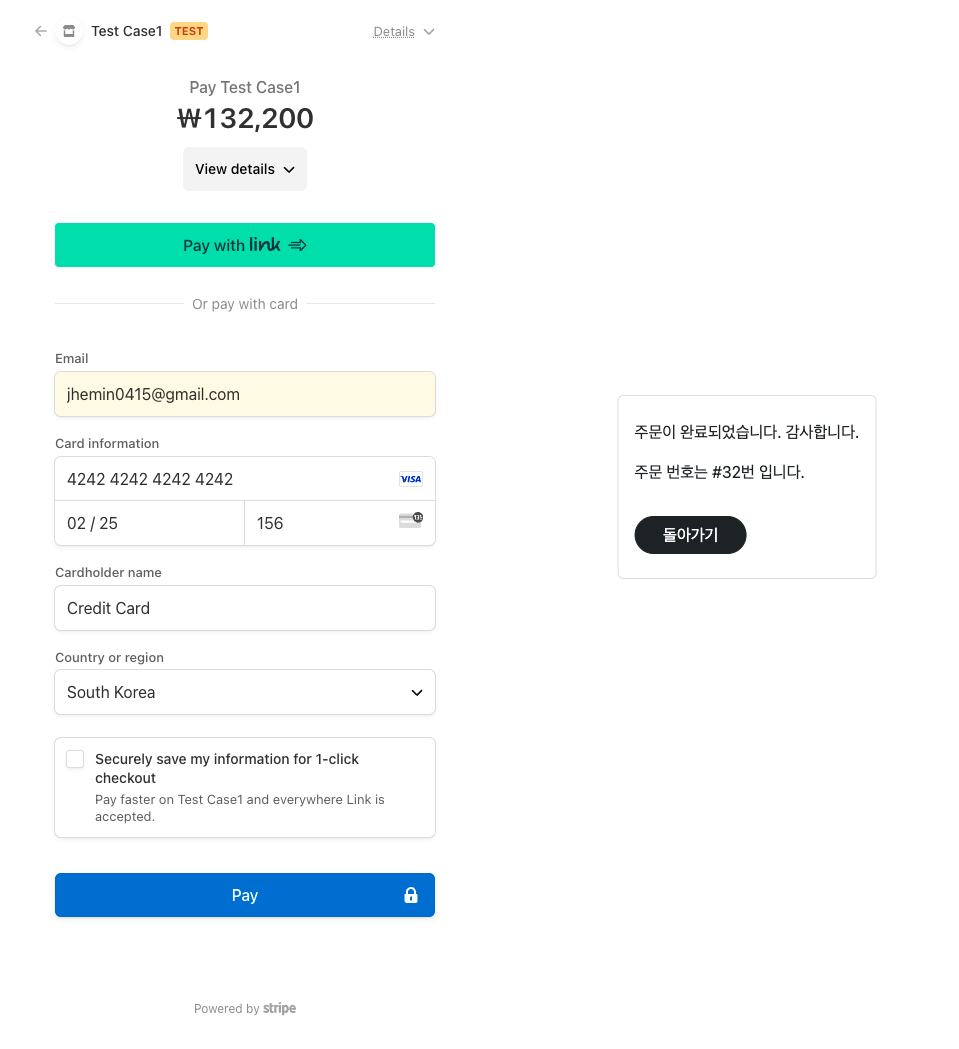 Test Case1 TEST
Details
Pay Test Case1
₩132,200
View details
Pay with link
Or pay with card
Email
jhemin0415@gmail.com
Card information
4242 4242 4242 4242 VISA
02 / 25
156
Cardholder name
Credit Card
Country or region
South Korea
Securely save my information for 1-click
checkout
Pay faster on Test Case1 and everywhere Link is
accepted.
Pay
Powered by stripe
주문이 완료되었습니다. 감사합니다.
주문 번호는 #32번 입니다.
돌아가기